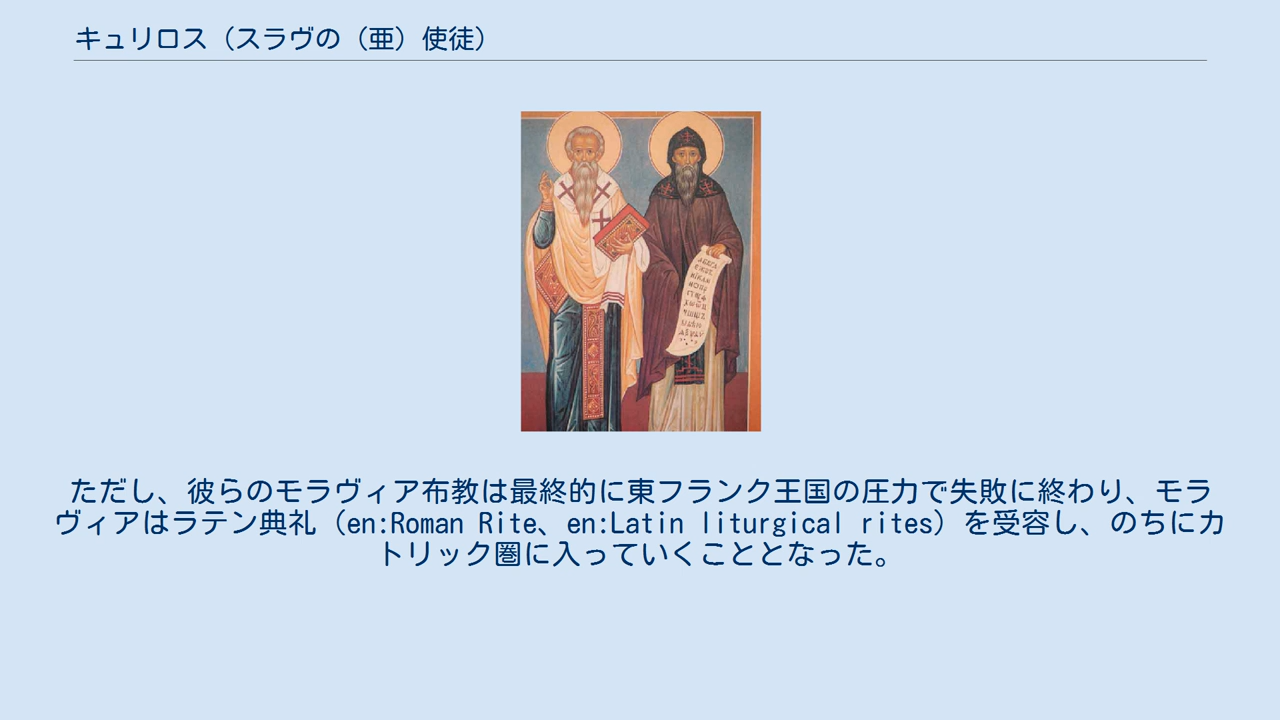 キュリロス（スラヴの（亜）使徒）
ただし、彼らのモラヴィア布教は最終的に東フランク王国の圧力で失敗に終わり、モラ
ヴィアはラテン典礼（en:Roman Rite、en:Latin liturgical rites）を受容し、のちにカ
トリック圏に入っていくこととなった。